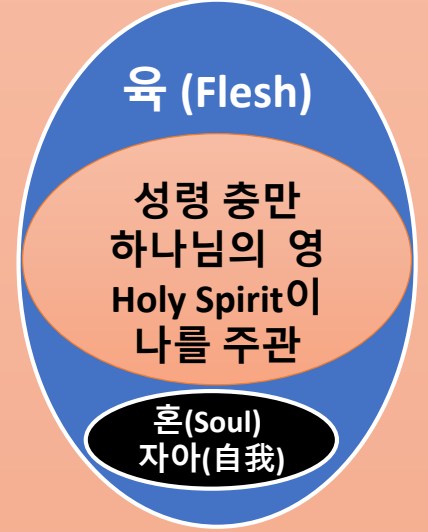 육 (Flesh)
성령 충만
하나님의 영
Holy Spirit이
나를 주관
혼(Soul)
자아(自我)